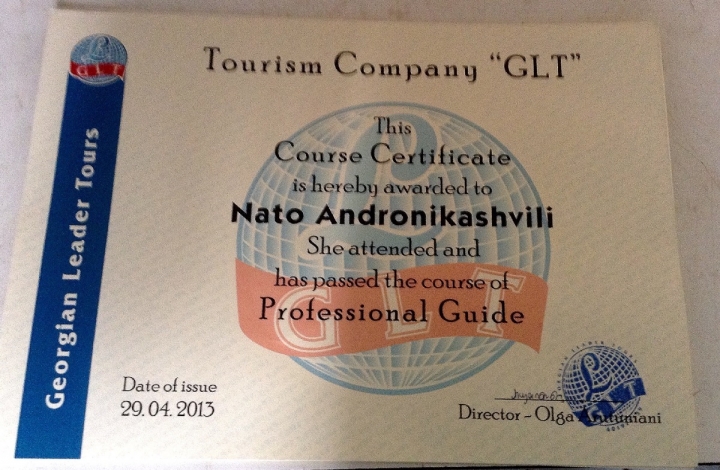 GLT
Georgian Leader Tours
Tourism Company “GLT”
This
Course Certificate
is hereby awarded to
Nato Andronikashvili
She attended and
has passed the course of
Professional Guide
GLT
Date of issue
29. 04. 2013
GLT
Director - Olga